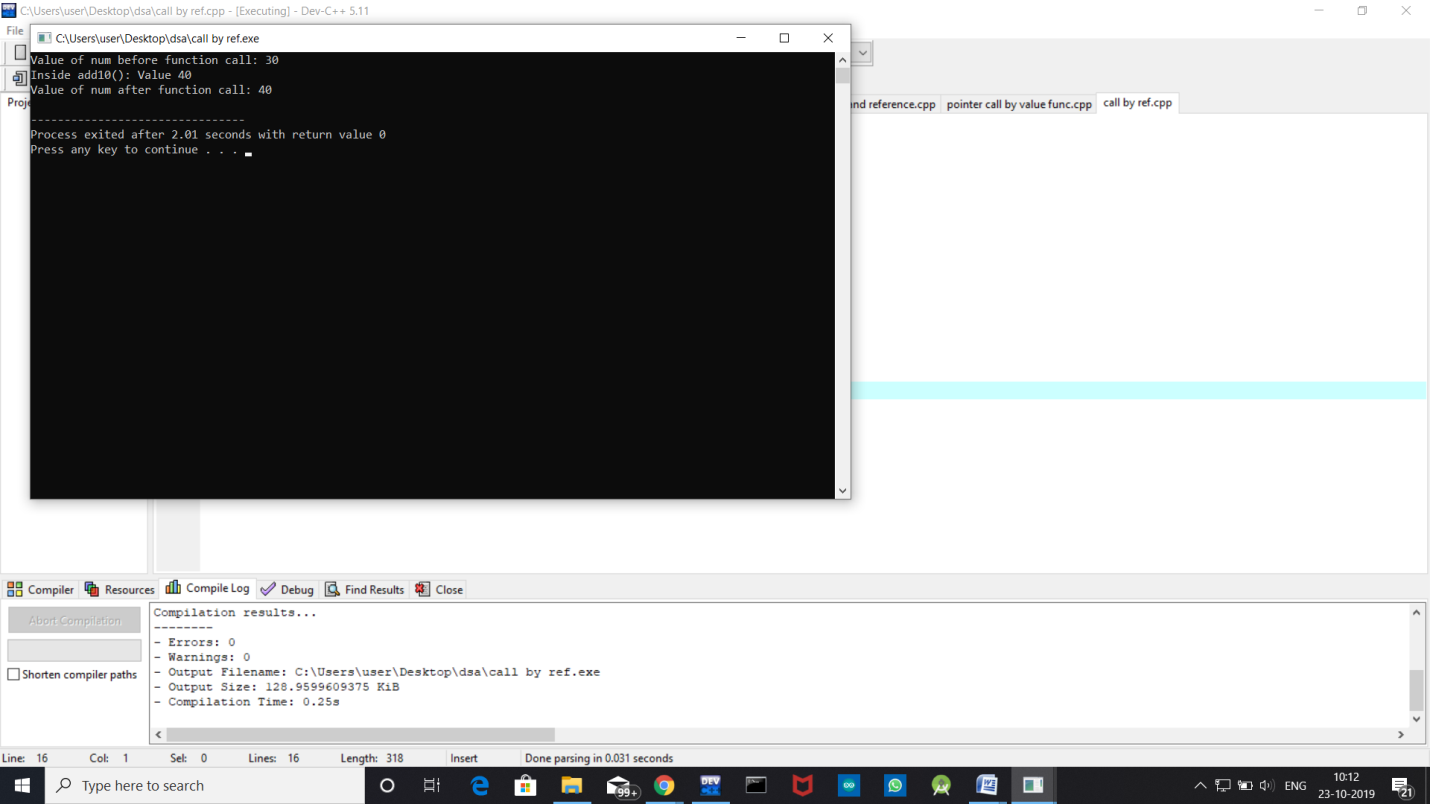 C:\Users\user\Desktop\dsa\call by ref.cpp - [Executing] - Dev-C++ 5.11
File
C:\Users\user\Desktop\dsa\call by ref.exe
Value of num before function call: 30
Inside add10(): Value 40
Value of num after function call: 40
--------------------------------
Process exited after 2.01 seconds with return value 0
Press any key to continue . . .
and reference.cpp pointer call by value func.cpp call by ref.cpp
Compiler Resources Compile Log Debug Find Results Close
Abort Compilation
Shorten compiler paths
Compilation results...
--------
- Errors: 0
- Warnings: 0
- Output Filename: C:\Users\user\Desktop\dsa\call by ref.exe
- Output Size: 128.9599609375 KiB
- Compilation Time: 0.25s
Line: 16 Col: 1 Sel: 0 Lines: 16 Length: 318 Insert Done parsing in 0.031 seconds
Type here to search
99+
DEV
ENG
10:12
23-10-2019
21